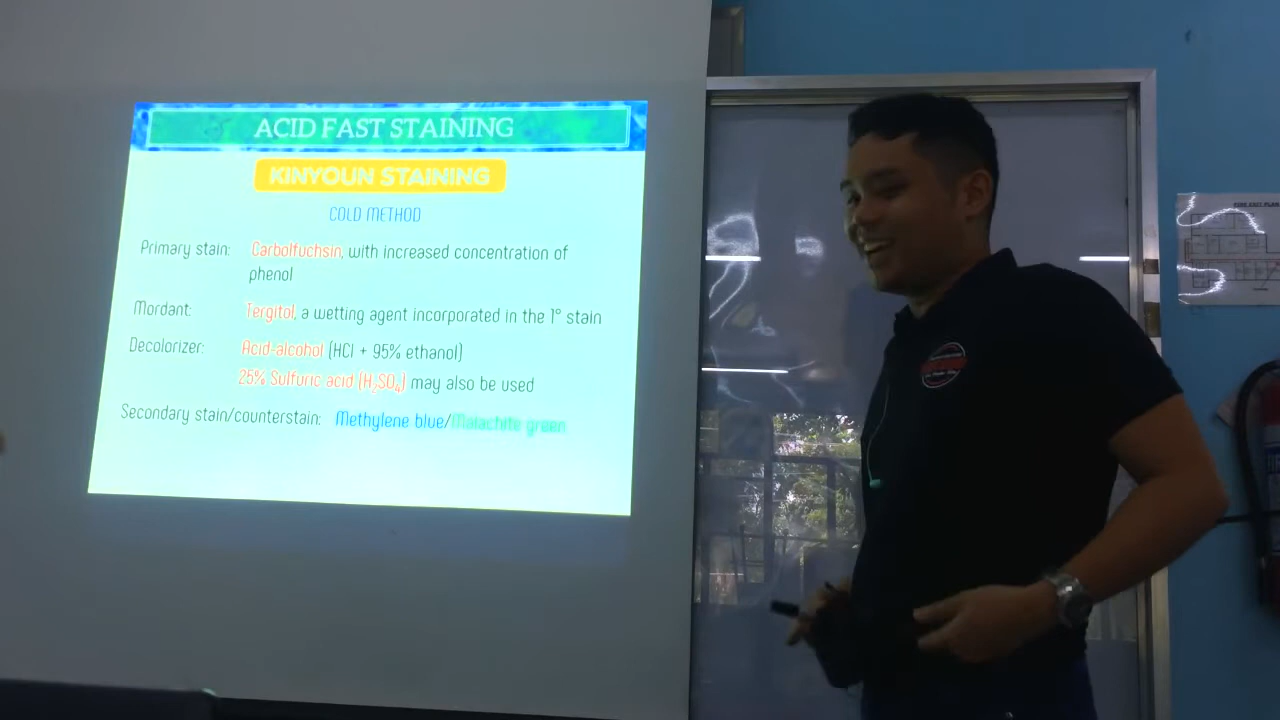 ACID FAST STAINING
KINYOUN STAINING
COLD METHOD
Primary stain: Carbolfuchsin, with increased concentration of
phenol
Mordant: Tergitol, a wetting agent incorporated in the 1° stain
Decolorizer: Acid-alcohol (HCl + 95% ethanol)
25% Sulfuric acid (H₂SO₄) may also be used
Secondary stain/counterstain: Methylene blue/Malachite green